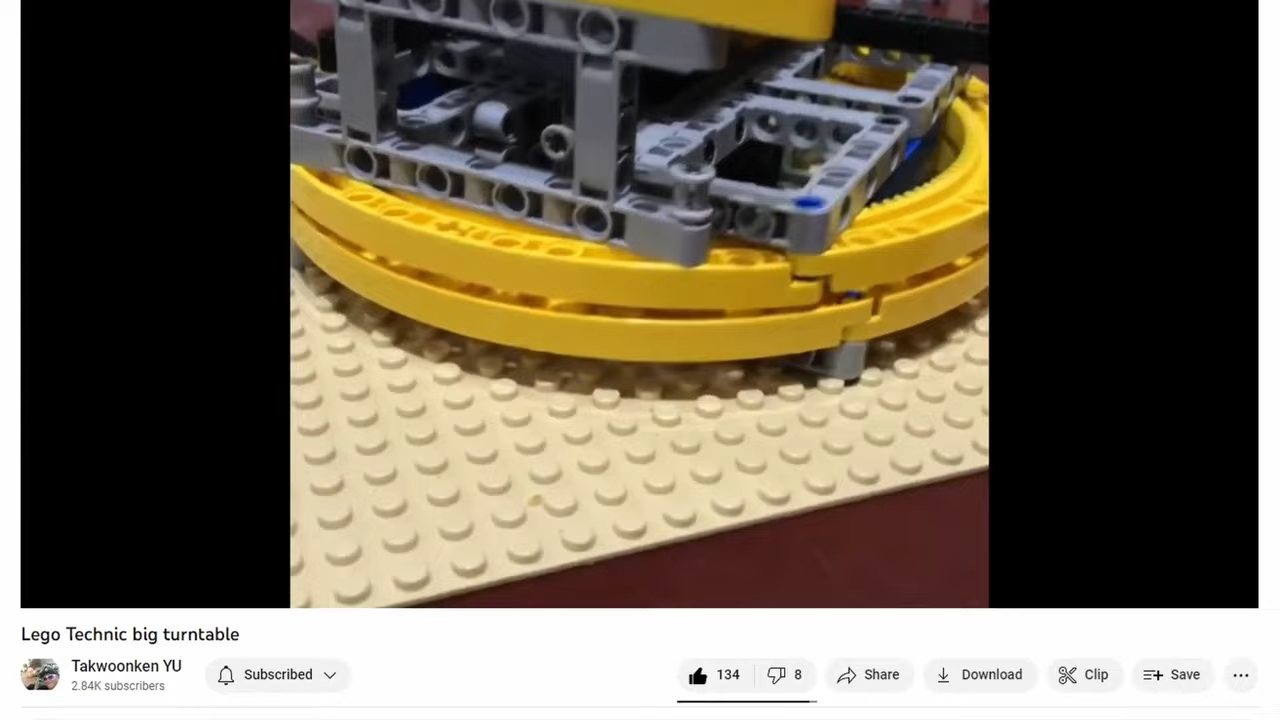 Lego Technic big turntable
Takwoonken YU
2.84K subscribers
Subscribed
134
8
Share
Download
Clip
Save